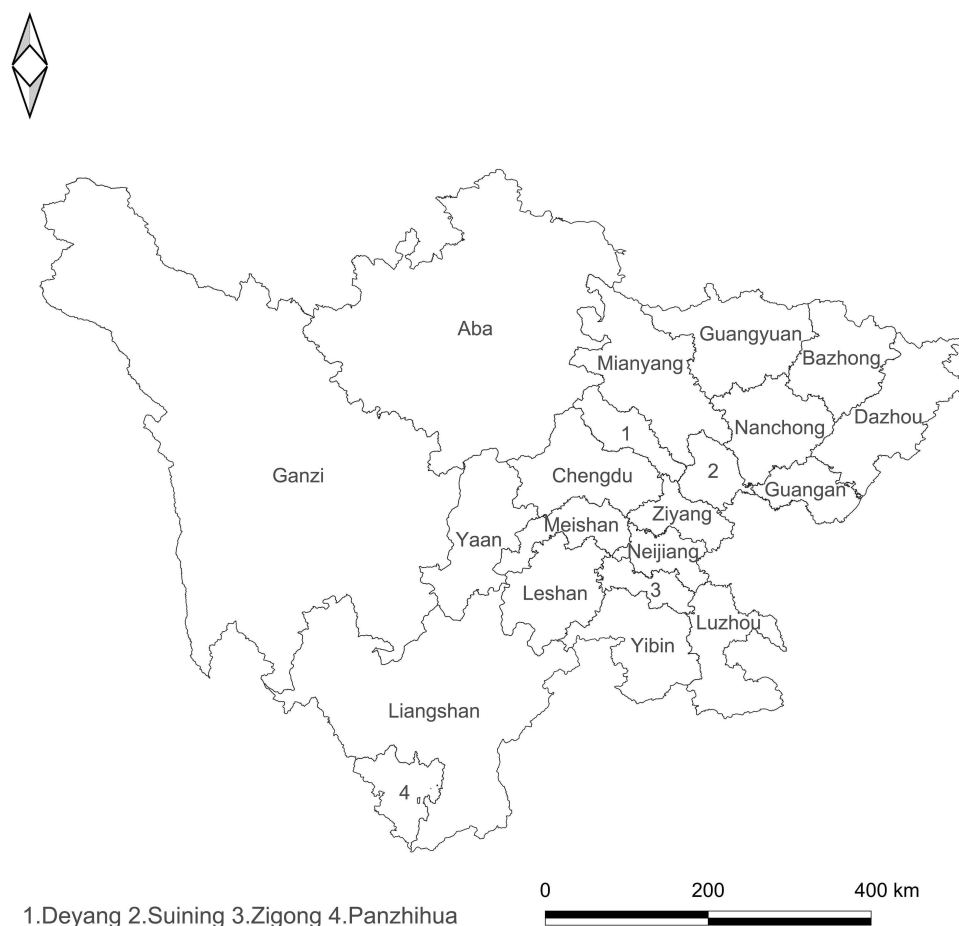 Aba
Guangyuan
Bazhong
Mianyang
Dazhou
Nanchong
1
2
Chengdu
Ganzi
Guangan
Ziyang
Meishan
Yaan
Neijiang
3
Leshan
Luzhou
Yibin
Liangshan
4
0 200 400 km
1.Deyang 2.Suining 3.Zigong 4.Panzhihua